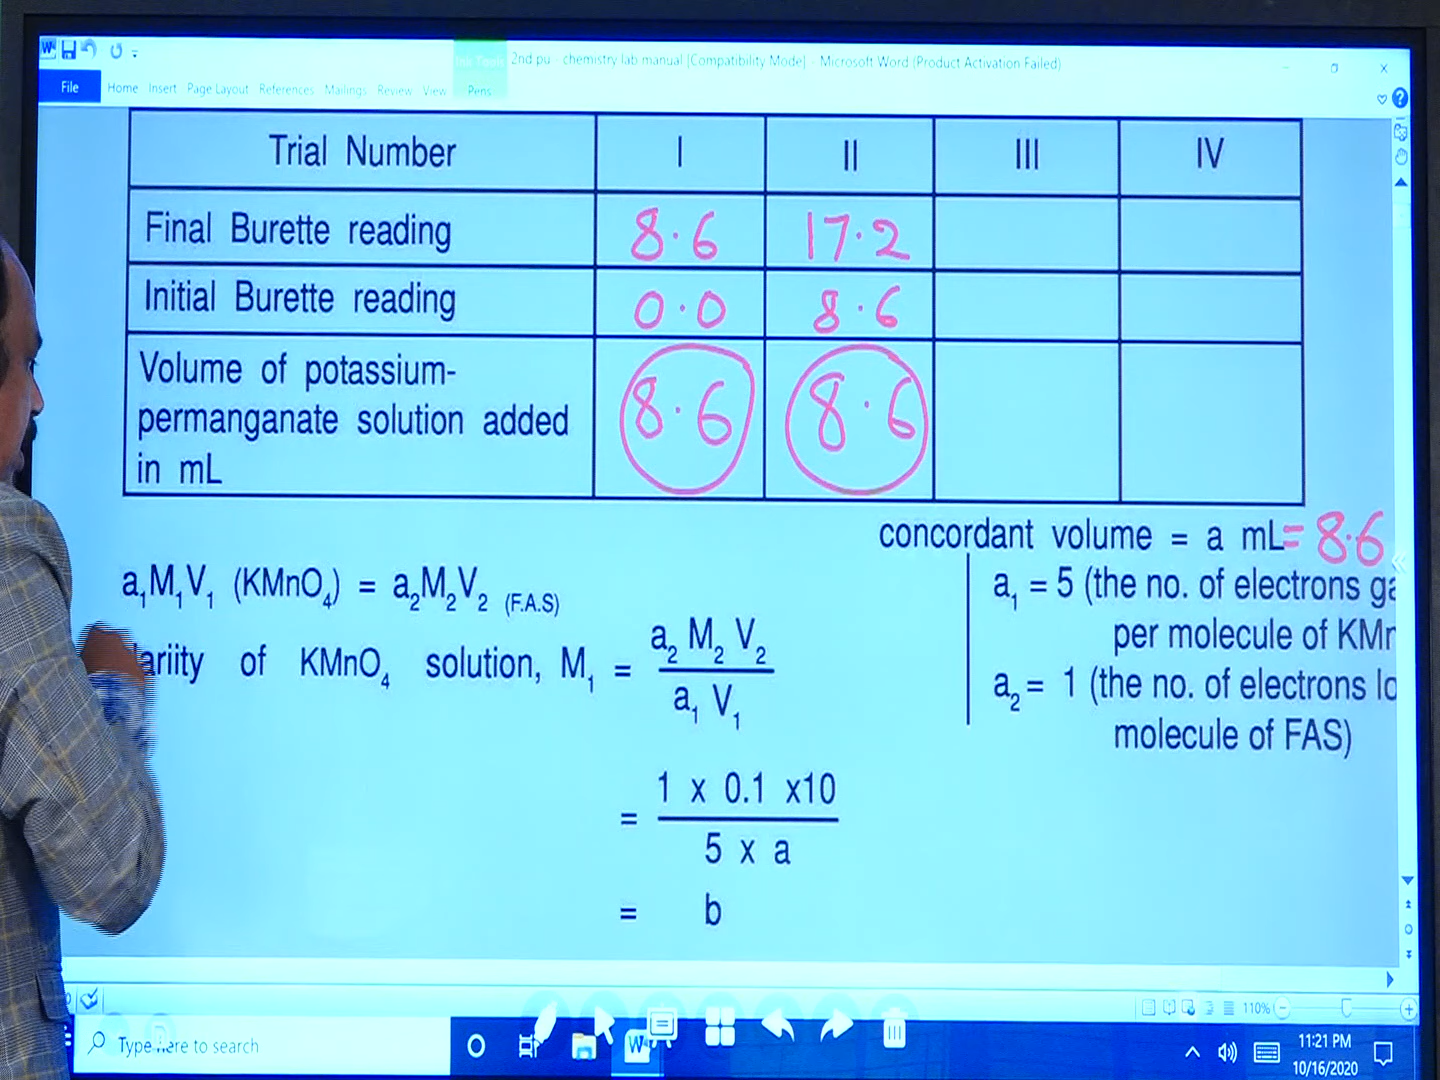 2nd pu - chemistry lab manual [Compatibility Mode] - Microsoft Word (Product Activation Failed)
File Home Insert Page Layout References Mailings Review View Pens
Trial Number I II III IV
Final Burette reading 8.6 17.2
Initial Burette reading 0.0 8.6
Volume of potassium-
permanganate solution added
in mL
8.6 8.6
concordant volume = a mL = 8.6
a₁M₁V₁ (KMnO₄) = a₂M₂V₂ (F.A.S)
a₁ = 5 (the no. of electrons ga
per molecule of KMn
lariity of KMnO₄ solution, M₁ = a₂ M₂ V₂ / a₁ V₁
a₂ = 1 (the no. of electrons lo
molecule of FAS)
= 1 x 0.1 x10 / 5 x a
= b
110%
Type here to search
11:21 PM
10/16/2020